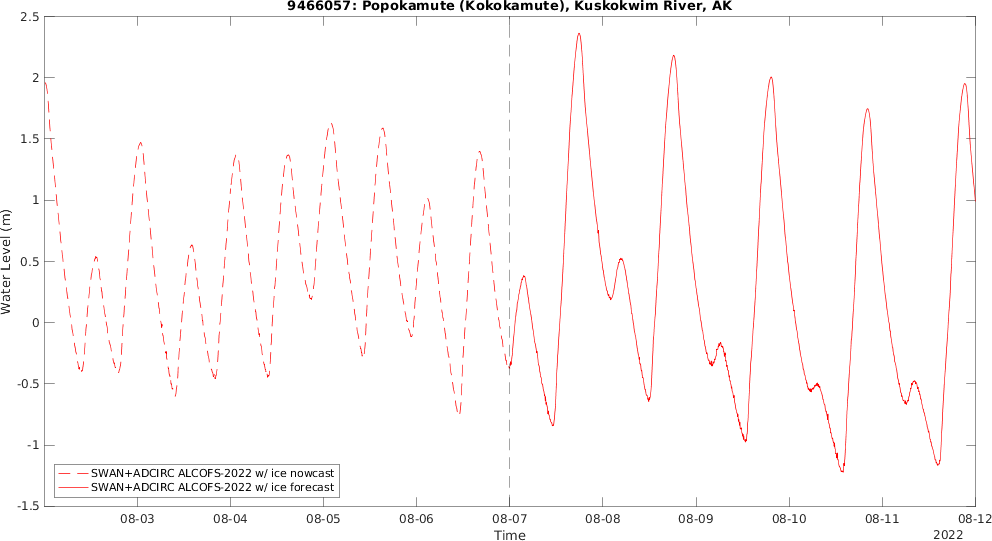 9466057: Popokamute (Kokokamute), Kuskokwim River, AK
2.5
2
1.5
1
0.5
0
-0.5
-1
-1.5
Water Level (m)
SWAN+ADCIRC ALCOFS-2022 w/ ice nowcast
SWAN+ADCIRC ALCOFS-2022 w/ ice forecast
08-03 08-04 08-05 08-06 08-07 08-08 08-09 08-10 08-11 08-12
Time
2022